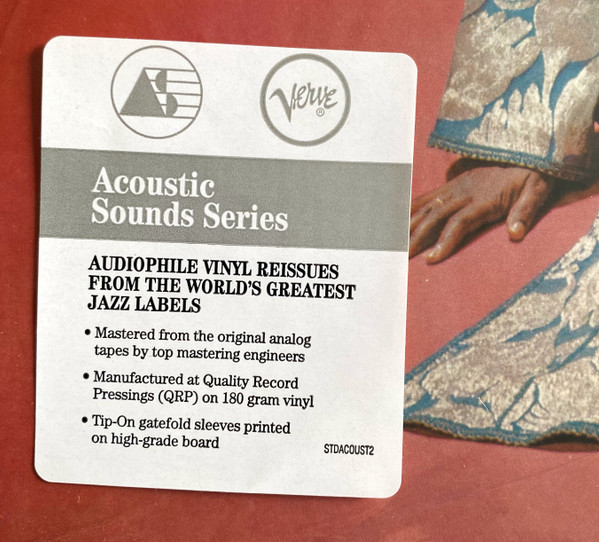 AS
Verve
®
Acoustic
Sounds Series
AUDIOPHILE VINYL REISSUES
FROM THE WORLD'S GREATEST
JAZZ LABELS
• Mastered from the original analog
tapes by top mastering engineers
• Manufactured at Quality Record
Pressings (QRP) on 180 gram vinyl
• Tip-On gatefold sleeves printed
on high-grade board
STDACOUST2